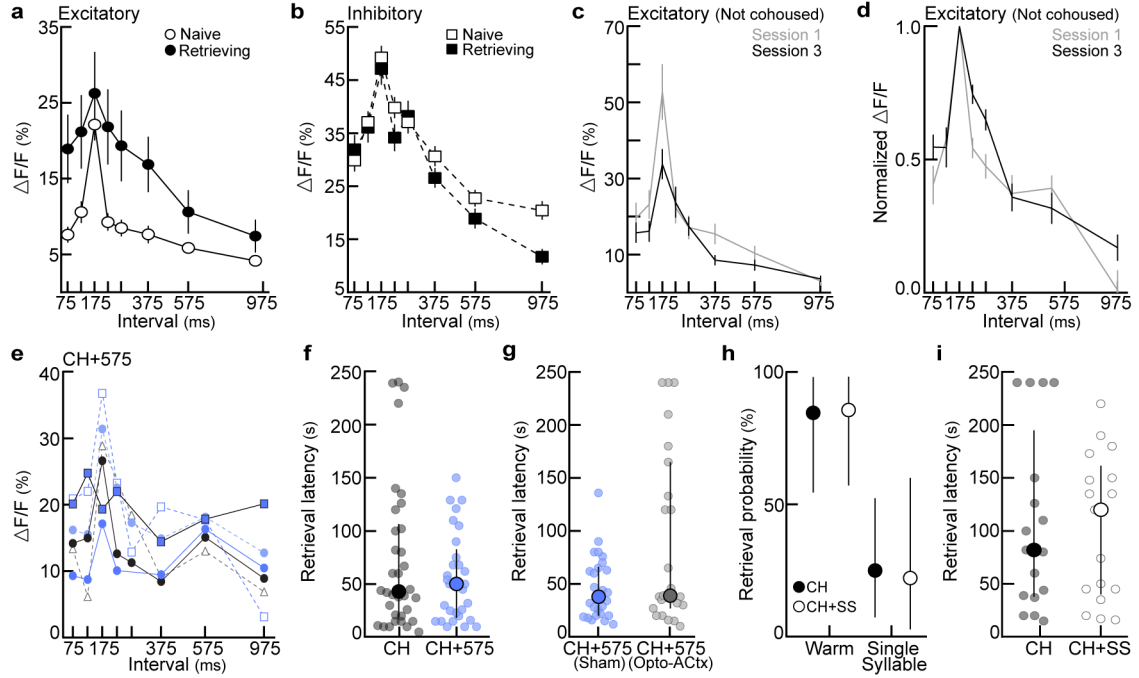 a Excitatory
Naive
Retrieving
35
25
15
5
△F/F (%)
75 175 375 575 975
Interval (ms)
b Inhibitory
Naive
Retrieving
55
45
35
25
15
5
△F/F (%)
75 175 375 575 975
Interval (ms)
c Excitatory (Not cohoused)
Session 1
Session 3
70
50
30
10
△F/F (%)
75 175 375 575 975
Interval (ms)
d Excitatory (Not cohoused)
Session 1
Session 3
1.0
0.5
0.0
Normalized △F/F
75 175 375 575 975
Interval (ms)
e CH+575
40
30
20
10
0
△F/F (%)
75 175 375 575 975
Interval (ms)
f
250
200
150
100
50
0
Retrieval latency (s)
CH CH+575
g
250
200
150
100
50
0
Retrieval latency (s)
CH+575 CH+575
(Sham) (Opto-ACtx)
h
100
50
0
Retrieval probability (%)
CH
CH+SS
Warm Single
Syllable
i
250
200
150
100
50
0
Retrieval latency (s)
CH CH+SS